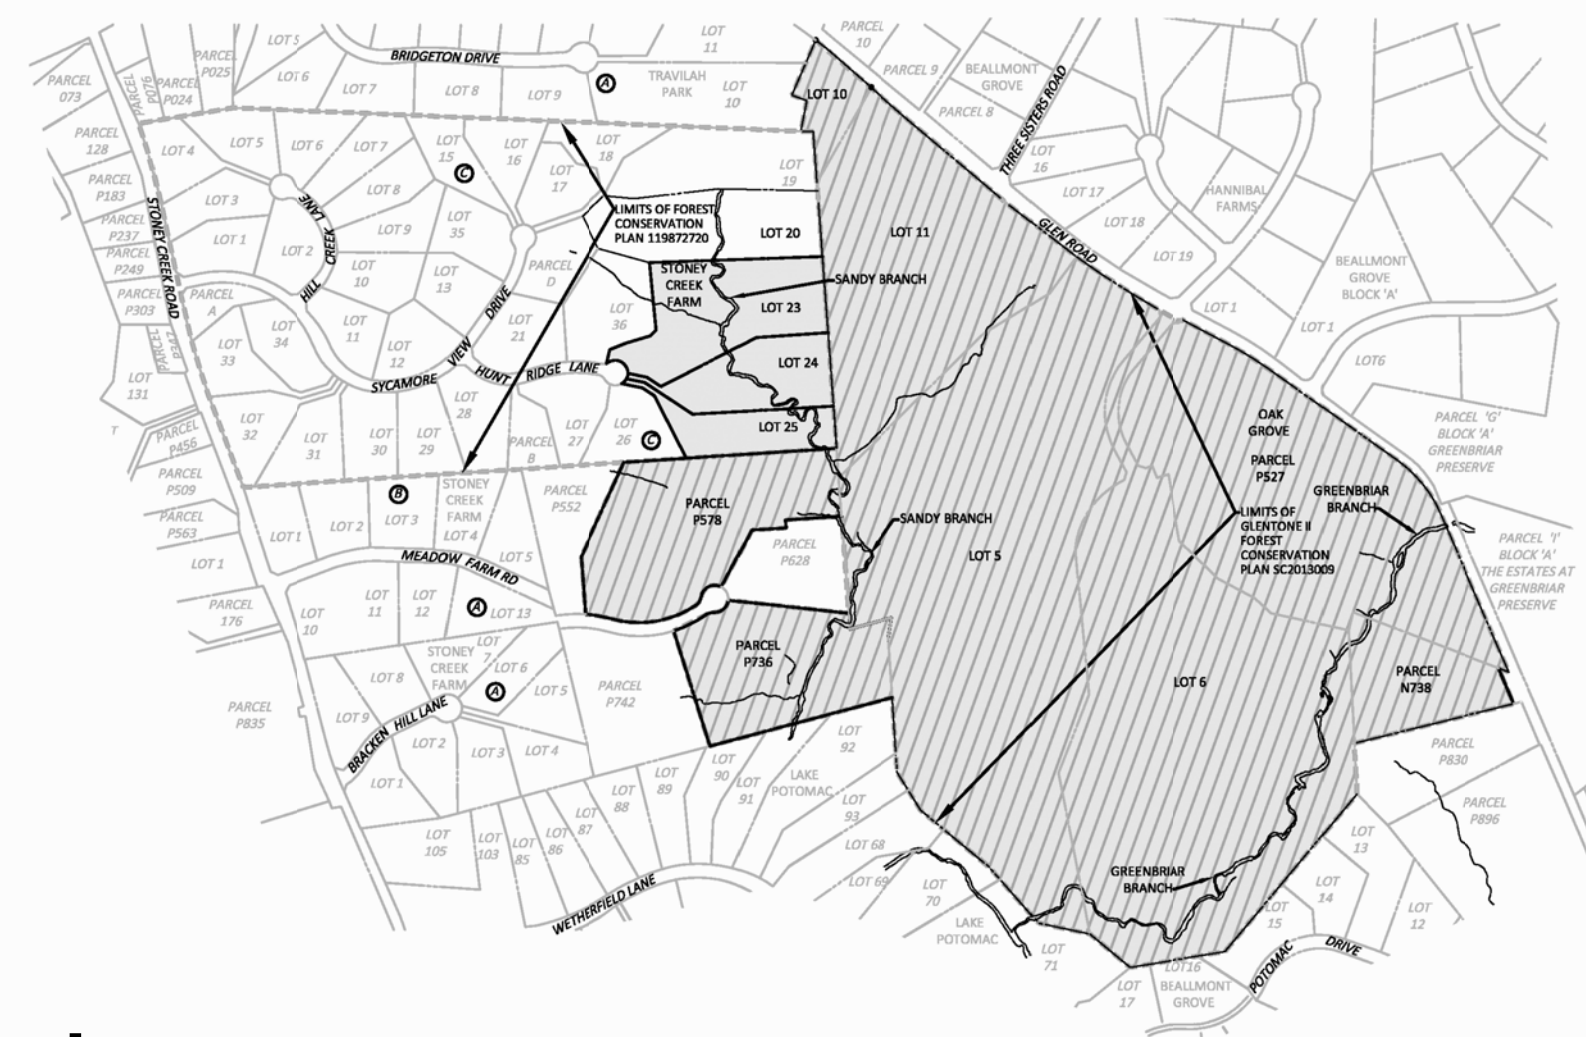 BRIDGETON DRIVE
LOT 5
LOT
11
PARCEL
10
PARCEL
P025
PARCEL
073
PARCEL
P076
PARCEL
P024
LOT 6
LOT 7
LOT 8
LOT 9
A
TRAVILAH
PARK
LOT
10
LOT 10
PARCEL 9
BEALLMONT
GROVE
PARCEL 8
THREE SISTERS ROAD
PARCEL
128
LOT 4
LOT 5
LOT 6
LOT 7
LOT
15
LOT
16
LOT
18
LOT
17
C
LOT
19
LOT
16
LOT 17
LOT 18
LOT 19
HANNIBAL
FARMS
PARCEL
P183
LOT 3
LOT 8
STONEY CREEK ROAD
PARCEL
P237
LOT 1
LOT 2
HILL
CREEK
LANE
LOT 9
LOT
35
LIMITS OF FOREST
CONSERVATION
PLAN 119872720
LOT 20
LOT 11
GLEN ROAD
PARCEL
P249
LOT
10
LOT
13
PARCEL
D
STONEY
CREEK
FARM
SANDY BRANCH
BEALLMONT
GROVE
BLOCK 'A'
PARCEL
P303
PARCEL
A
LOT
34
LOT
33
LOT
11
LOT
12
LOT
21
LOT
36
LOT 23
LOT 1
LOT 1
PARCEL
P247
LOT
131
SYCAMORE
VIEW
DRIVE
HUNT
RIDGE LANE
LOT 24
LOT6
T
PARCEL
P456
LOT
32
LOT
31
LOT
30
LOT
29
LOT
28
PARCEL
B
LOT
27
LOT
26
C
LOT 25
OAK
GROVE
PARCEL
P527
PARCEL 'G'
BLOCK 'A'
GREENBRIAR
PRESERVE
PARCEL
P509
B
STONEY
CREEK
FARM
PARCEL
P552
PARCEL
P578
GREENBRIAR
BRANCH
PARCEL
P563
LOT 1
LOT 2
LOT 3
LOT 4
SANDY BRANCH
LIMITS OF
GLENTONE II
FOREST
CONSERVATION
PLAN SC2013009
LOT 1
MEADOW FARM RD
LOT 5
PARCEL
P628
LOT 5
PARCEL 'I'
BLOCK 'A'
THE ESTATES AT
GREENBRIAR
PRESERVE
PARCEL
176
LOT
10
LOT
11
LOT
12
A
LOT 13
STONEY
CREEK
FARM
LOT
7
LOT 6
LOT 8
A
LOT 5
PARCEL
P742
PARCEL
P736
LOT 6
PARCEL
N738
PARCEL
P835
LOT 9
BRACKEN HILL LANE
LOT 2
LOT 3
LOT 4
LOT 1
LOT
92
PARCEL
P830
LOT
90
LOT
91
LAKE
POTOMAC
LOT
89
LOT
88
LOT
87
LOT
86
LOT
85
LOT
103
LOT
105
LOT
93
PARCEL
P896
LOT 68
LOT 69
LOT
70
WETHERFIELD LANE
GREENBRIAR
BRANCH
LOT
13
LOT
14
LOT
15
LOT
12
LAKE
POTOMAC
LOT
71
LOT16
LOT
17
BEALLMONT
GROVE
POTOMAC
DRIVE